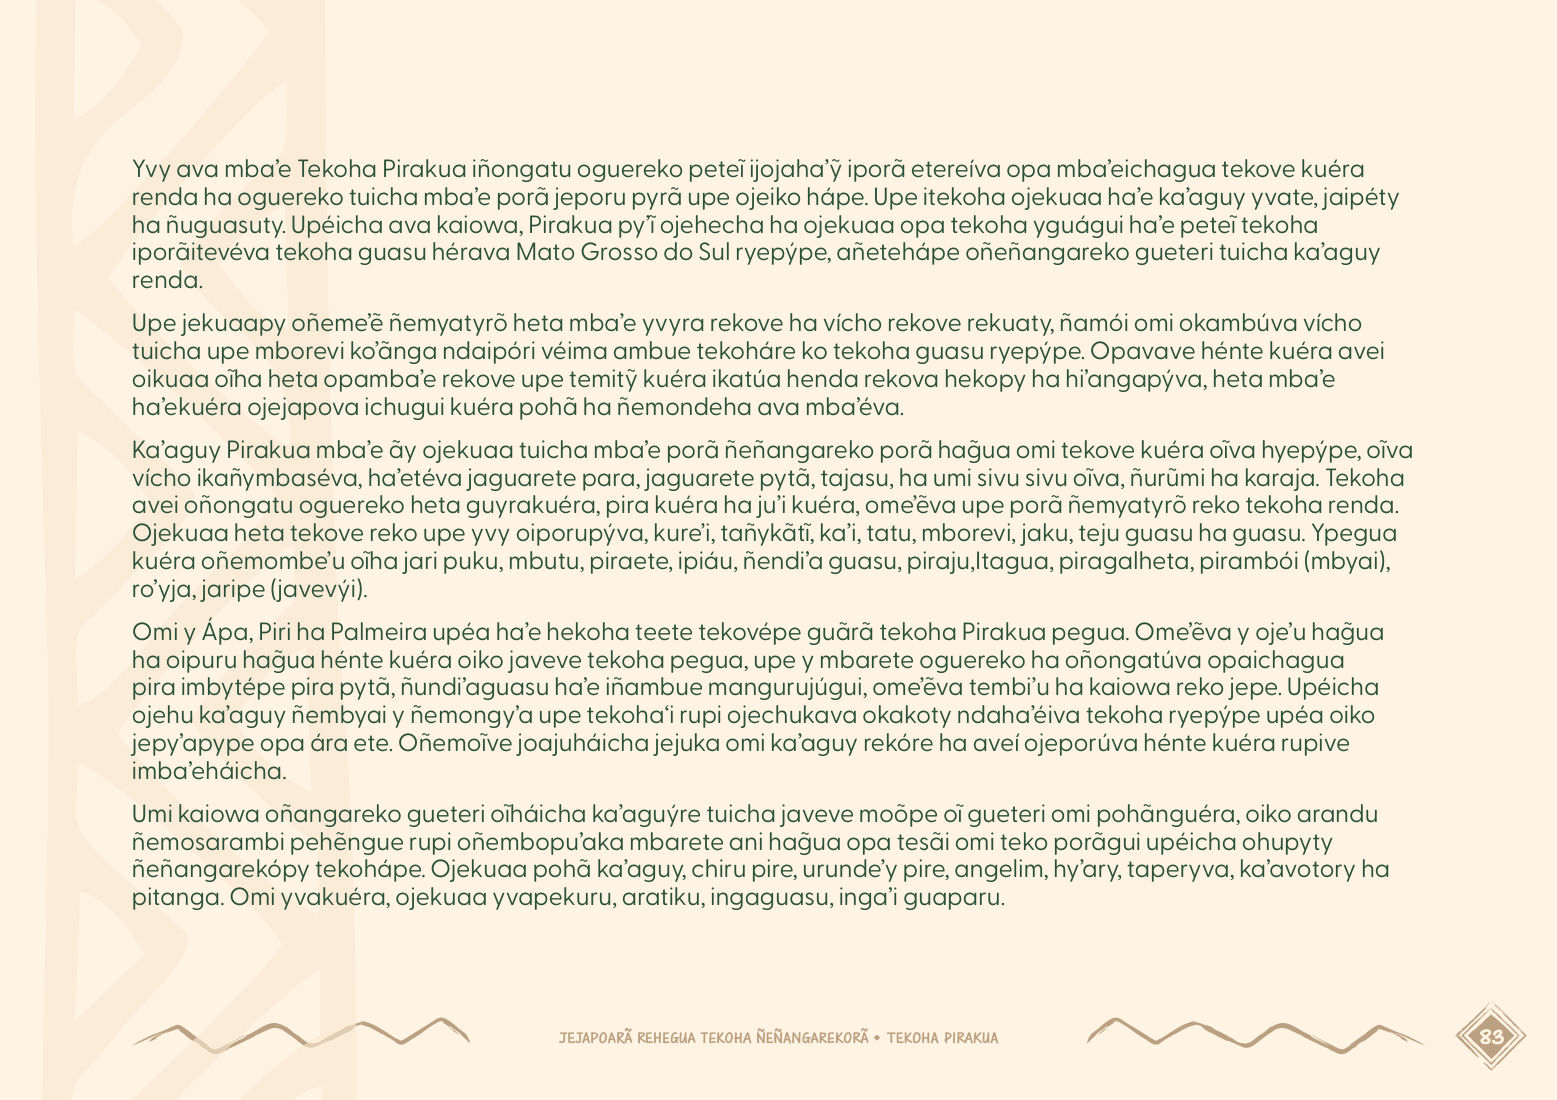 Yvy ava mba’e Tekoha Pirakua iñongatu oguereko peteĩ ijojaha’ỹ iporã etereíva opa mba’eichagua tekove kuéra
renda ha oguereko tuicha mba’e porã jeporu pyrã upe ojeiko hápe. Upe itekoha ojekuaa ha’e ka’aguy yvate, jaipéty
ha ñuguasuty. Upéicha ava kaiowa, Pirakua py’ĩ ojehecha ha ojekuaa opa tekoha yguágui ha’e peteĩ tekoha
iporãitevéva tekoha guasu hérava Mato Grosso do Sul ryepýpe, añetehápe oñeñangareko gueteri tuicha ka’aguy
renda.
Upe jekuaapy oñeme’ẽ ñemyatyrõ heta mba’e yvyra rekove ha vícho rekove rekuaty, ñamói omi okambúva vícho
tuicha upe mborevi ko’ãnga ndaipóri véima ambue tekoháre ko tekoha guasu ryepýpe. Opavave hénte kuéra avei
oikuaa oĩha heta opamba’e rekove upe temitỹ kuéra ikatúa henda rekova hekopy ha hi’angapýva, heta mba’e
ha’ekuéra ojejapova ichugui kuéra pohã ha ñemondeha ava mba’éva.
Ka’aguy Pirakua mba’e ãy ojekuaa tuicha mba’e porã ñeñangareko porã hag̃ua omi tekove kuéra oĩva hyepýpe, oĩva
vícho ikañymbaséva, ha’etéva jaguarete para, jaguarete pytã, tajasu, ha umi sivu sivu oĩva, ñurũmi ha karaja. Tekoha
avei oñongatu oguereko heta guyrakuéra, pira kuéra ha ju’i kuéra, ome’ẽva upe porã ñemyatyrõ reko tekoha renda.
Ojekuaa heta tekove reko upe yvy oiporupýva, kure’i, tañykãtĩ, ka’i, tatu, mborevi, jaku, teju guasu ha guasu. Ypegua
kuéra oñemombe’u oĩha jari puku, mbutu, piraete, ipiáu, ñendi’a guasu, piraju,Itagua, piragalheta, pirambói (mbyai),
ro’yja, jaripe (javevýi).
Omi y Ápa, Piri ha Palmeira upéa ha’e hekoha teete tekovépe guãrã tekoha Pirakua pegua. Ome’ẽva y oje’u hag̃ua
ha oipuru hag̃ua hénte kuéra oiko javeve tekoha pegua, upe y mbarete oguereko ha oñongatúva opaichagua
pira imbytépe pira pytã, ñundi’aguasu ha’e iñambue mangurujúgui, ome’ẽva tembi’u ha kaiowa reko jepe. Upéicha
ojehu ka’aguy ñembyai y ñemongy’a upe tekoha‘i rupi ojechukava okakoty ndaha’éiva tekoha ryepýpe upéa oiko
jepy’apype opa ára ete. Oñemoĩve joajuháicha jejuka omi ka’aguy rekóre ha aveí ojeporúva hénte kuéra rupive
imba’eháicha.
Umi kaiowa oñangareko gueteri oĩháicha ka’aguýre tuicha javeve moõpe oĩ gueteri omi pohãnguéra, oiko arandu
ñemosarambi pehẽngue rupi oñembopu’aka mbarete ani hag̃ua opa tesãi omi teko porãgui upéicha ohupyty
ñeñangarekópy tekohápe. Ojekuaa pohã ka’aguy, chiru pire, urunde’y pire, angelim, hy’ary, taperyva, ka’avotory ha
pitanga. Omi yvakuéra, ojekuaa yvapekuru, aratiku, ingaguasu, inga’i guaparu.
JEJAPOARÃ REHEGUA TEKOHA ÑEÑANGAREKORÃ • TEKOHA PIRAKUA
83